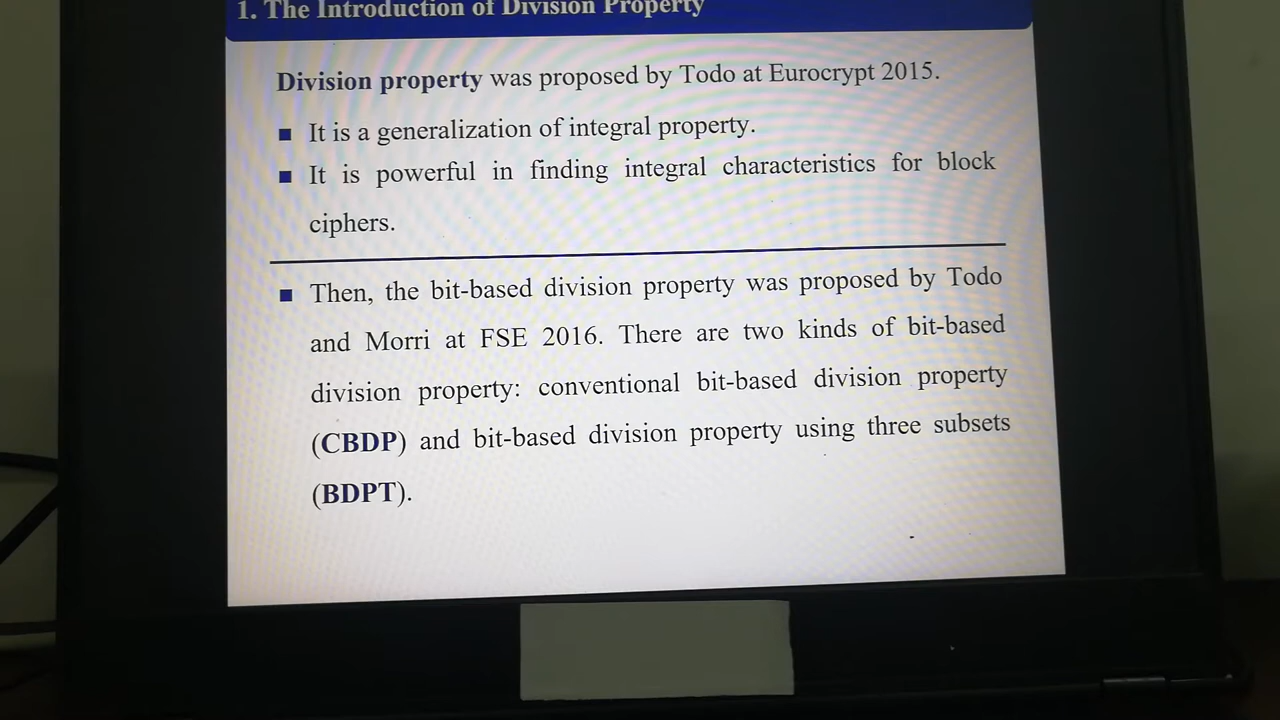 1. The Introduction of Division Property
Division property was proposed by Todo at Eurocrypt 2015.
■ It is a generalization of integral property.
■ It is powerful in finding integral characteristics for block
ciphers.
■ Then, the bit-based division property was proposed by Todo
and Morri at FSE 2016. There are two kinds of bit-based
division property: conventional bit-based division property
(CBDP) and bit-based division property using three subsets
(BDPT).